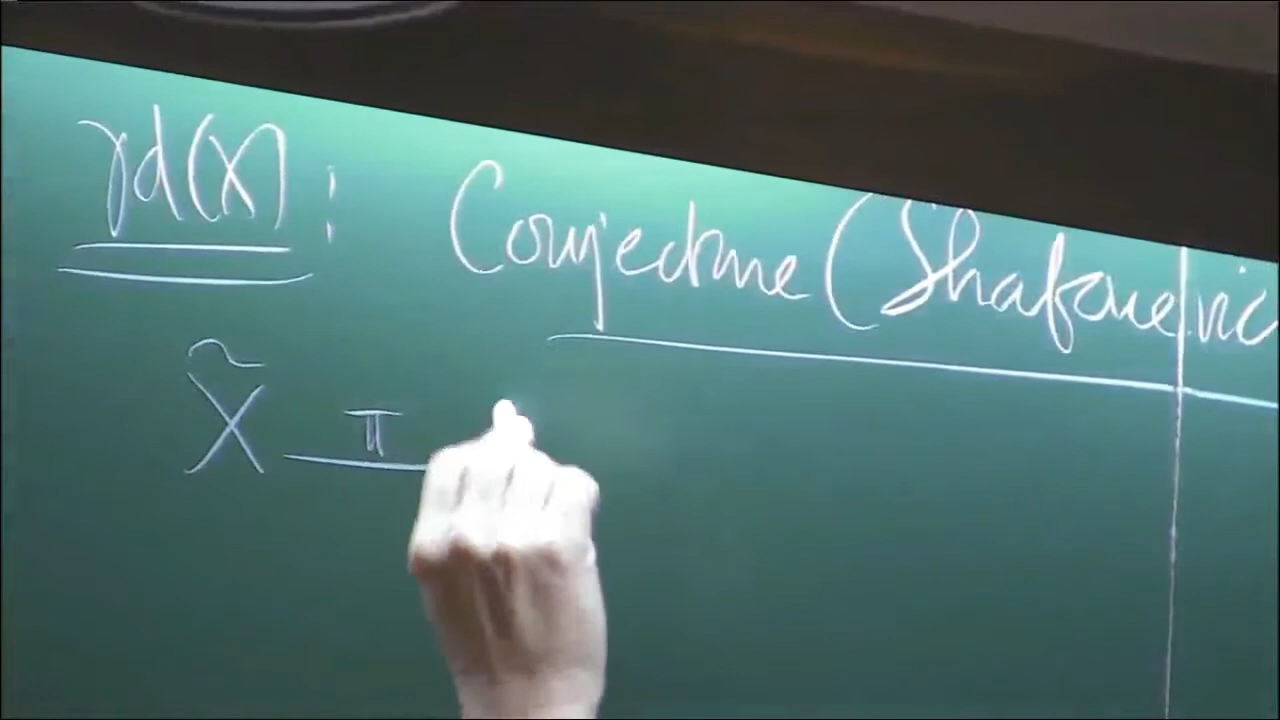 γd(X) : Conjecture (Shafarevic
X̃ π